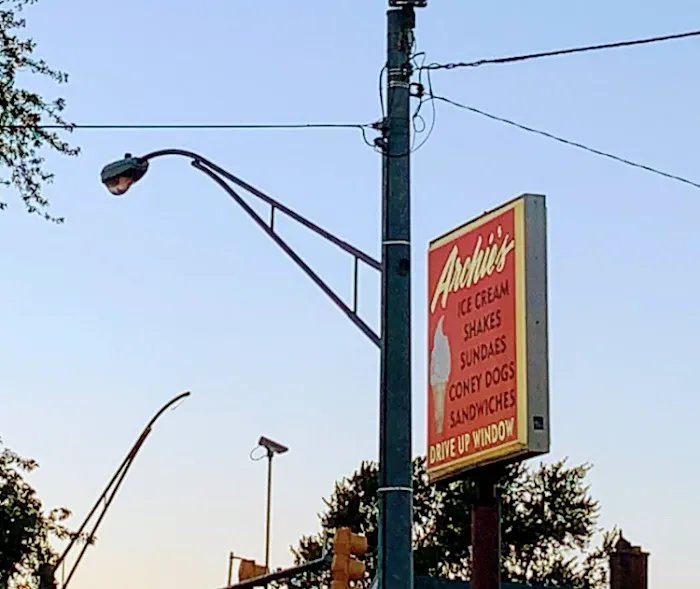 Archie's
ICE CREAM
SHAKES
SUNDAES
CONEY DOGS
SANDWICHES
DRIVE UP WINDOW